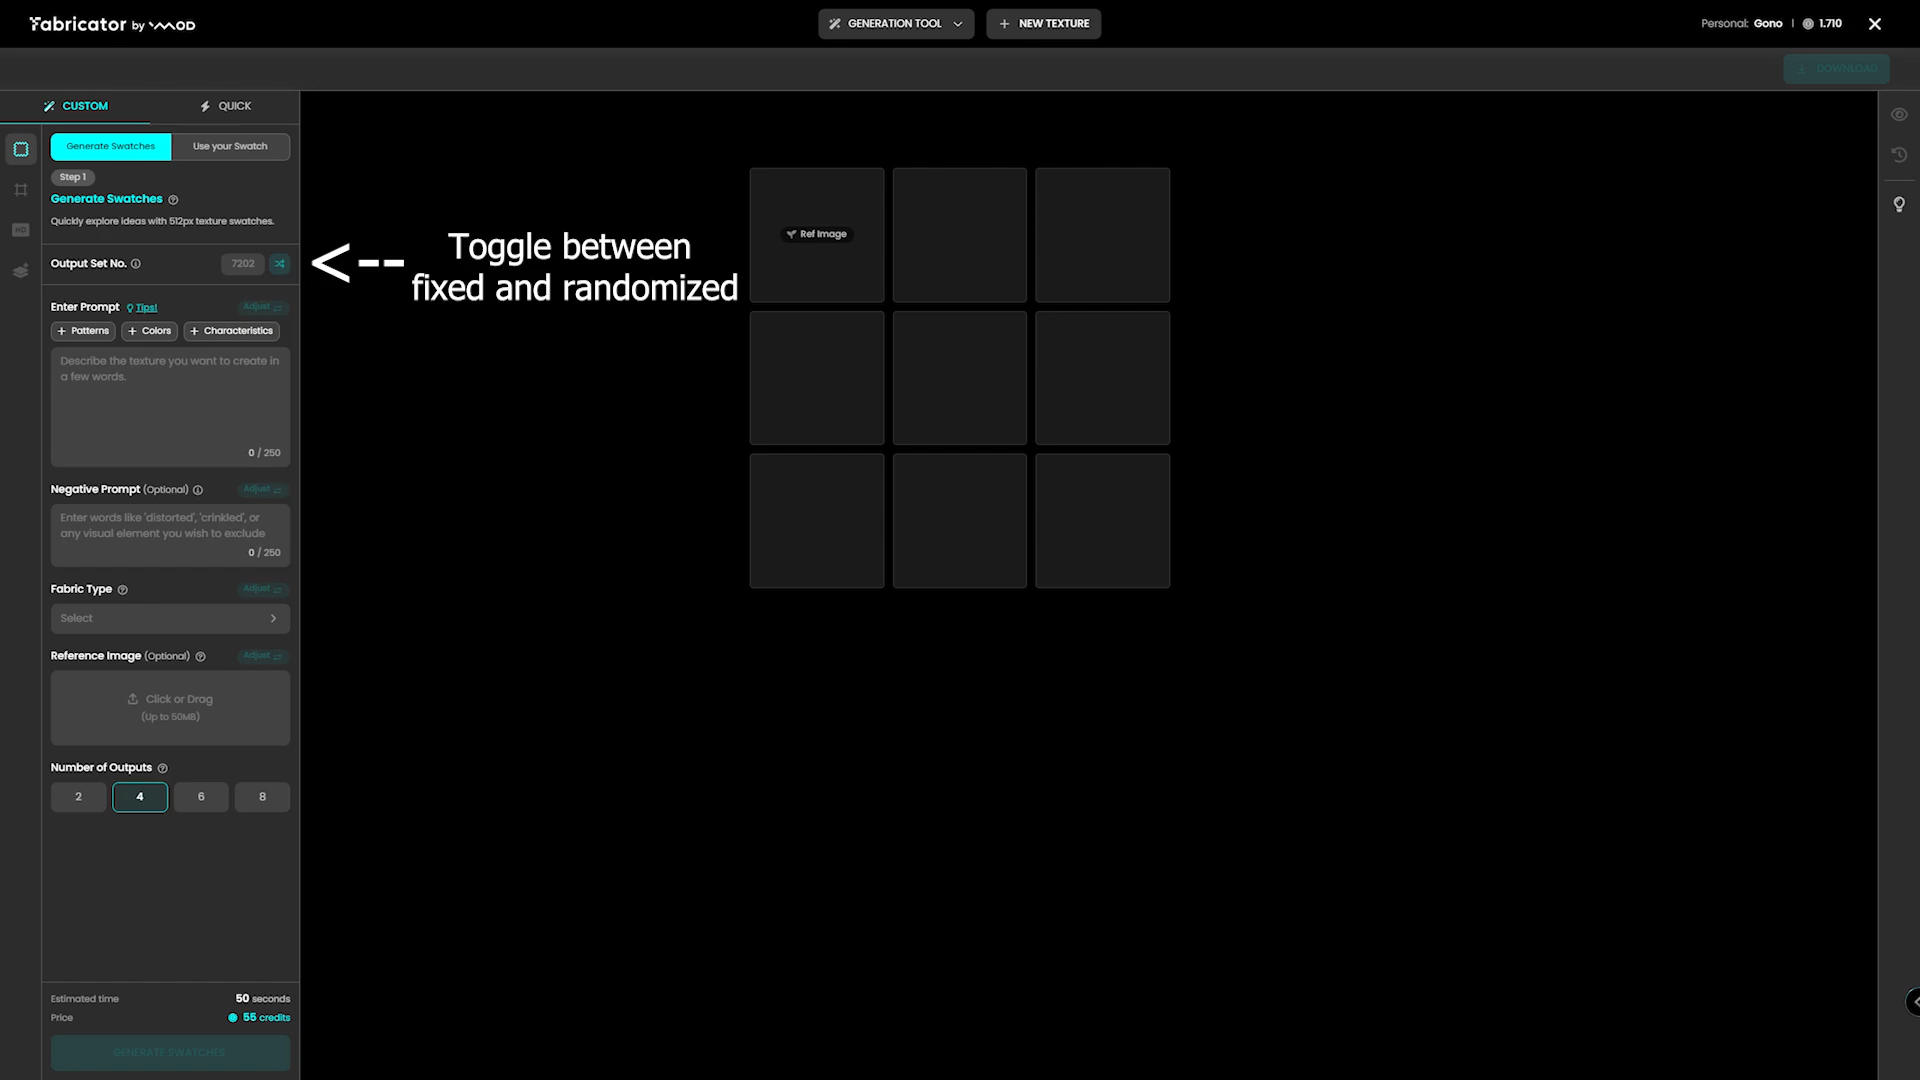 Fabricator by VMOD
GENERATION TOOL
+ NEW TEXTURE
Personal: Gono | 1.710
DOWNLOAD
CUSTOM
QUICK
Generate Swatches
Use your Swatch
Step 1
Generate Swatches
Quickly explore ideas with 512px texture swatches.
HD
Output Set No.
7202
<-- Toggle between
fixed and randomized
Ref Image
Enter Prompt
Tips!
Adjust
+ Patterns
+ Colors
+ Characteristics
Describe the texture you want to create in
a few words.
0 / 250
Negative Prompt (Optional)
Adjust
Enter words like 'distorted', 'crinkled', or
any visual element you wish to exclude
0 / 250
Fabric Type
Adjust
Select
Reference Image (Optional)
Adjust
Click or Drag
(Up to 50MB)
Number of Outputs
2
4
6
8
Estimated time
50 seconds
Price
55 credits
GENERATE SWATCHES